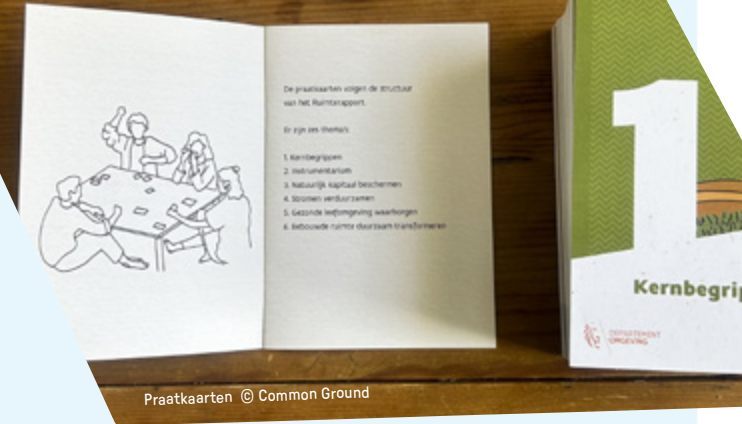 De praatkaarten volgen de structuur
van het Ruimterapport.
Er zijn zes thema's
1. Kernbegrippen
2. Instrumentarium
3. Natuurlijk kapitaal beschermen
4. Stromen verduurzamen
5. Gezonde leefomgeving waarborgen
6. Bebouwde ruimte duurzaam transformeren
1
Kernbegrip
DEPARTEMENT
OMGEVING
Praatkaarten © Common Ground